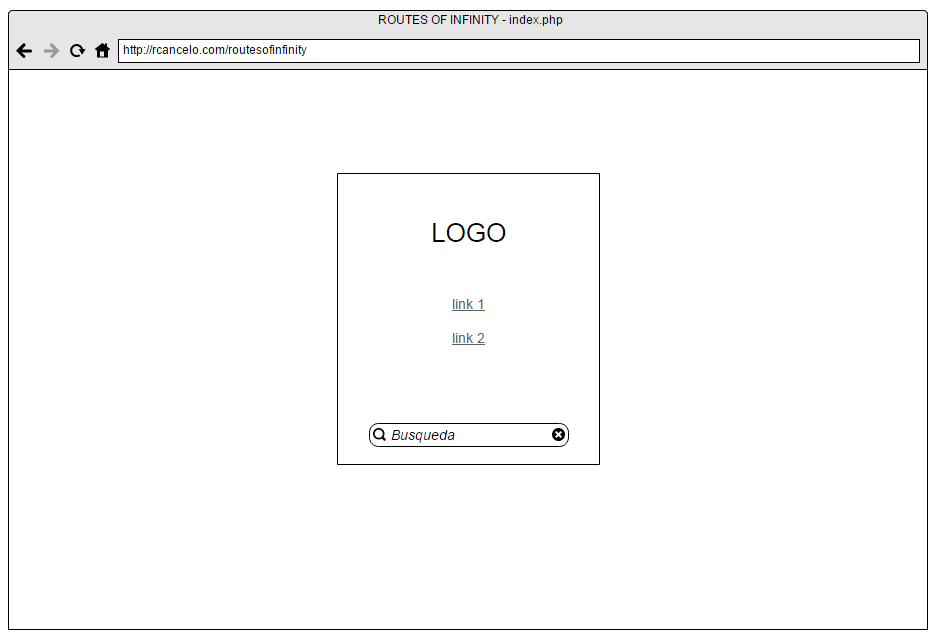 ROUTES OF INFINITY - index.php
http://rcancelo.com/routesofinfinity
LOGO
link 1
link 2
Busqueda